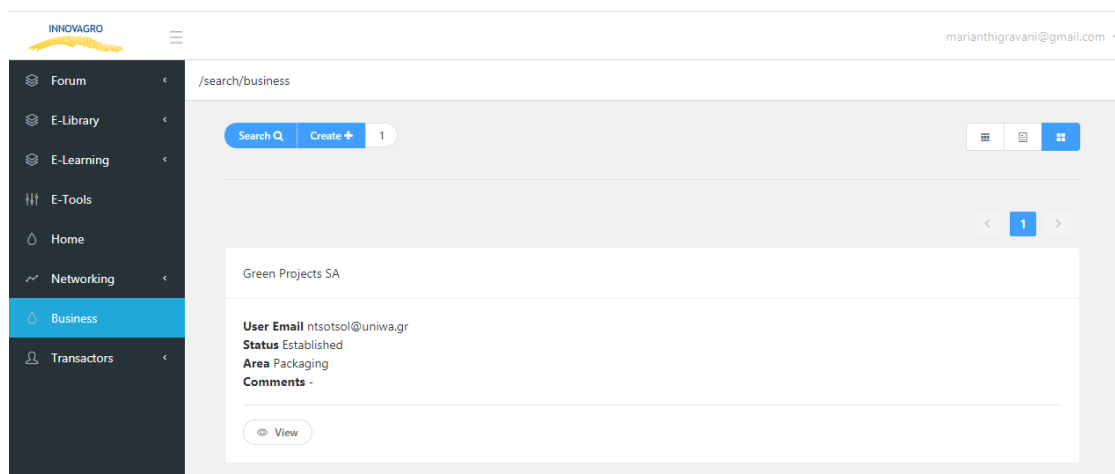 INNOVAGRO
marianthigravani@gmail.com
Forum
/search/business
E-Library
Search
Create
1
E-Learning
E-Tools
Home
1
Networking
Green Projects SA
Business
User Email ntsotsol@uniwa.gr
Status Established
Transactors
Area Packaging
Comments -
View